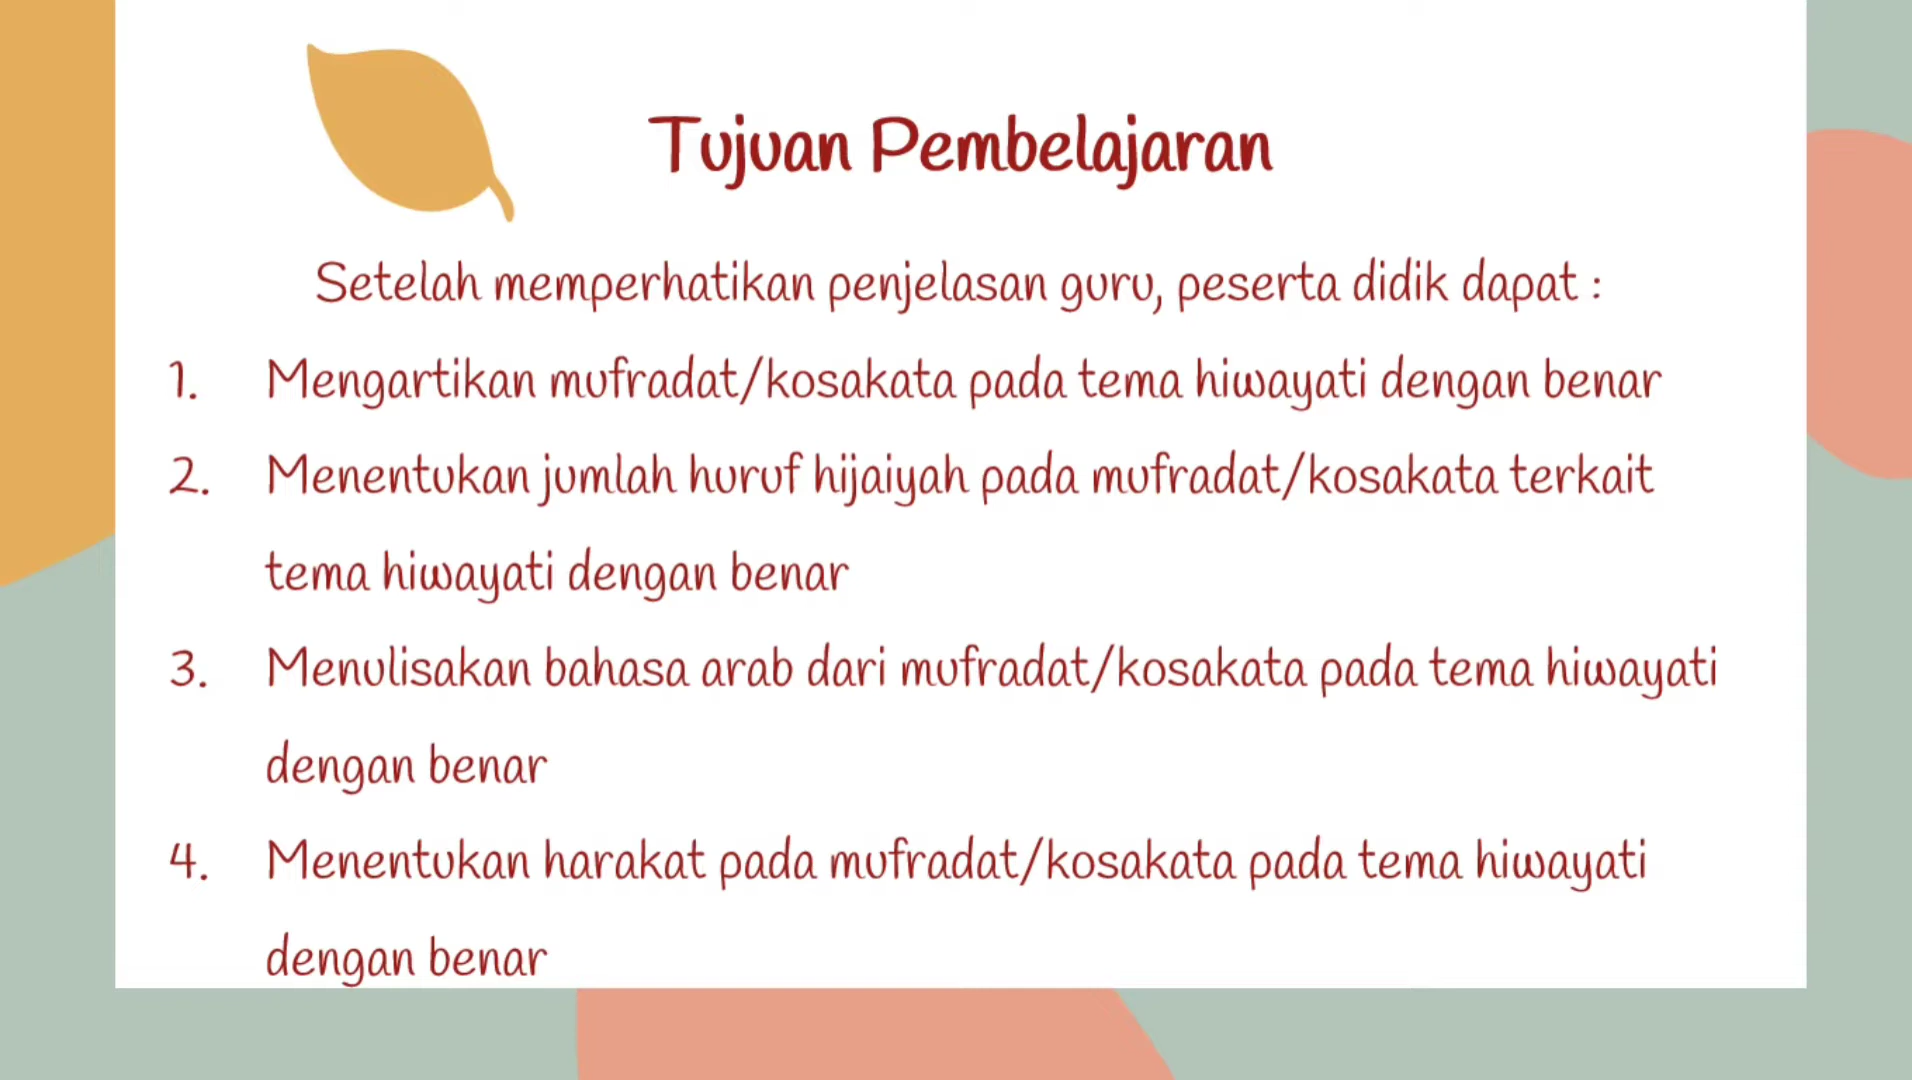 Tujuan Pembelajaran
Setelah memperhatikan penjelasan guru, peserta didik dapat :
1. Mengartikan mufradat/kosakata pada tema hiwayati dengan benar
2. Menentukan jumlah huruf hijaiyah pada mufradat/kosakata terkait
tema hiwayati dengan benar
3. Menulisakan bahasa arab dari mufradat/kosakata pada tema hiwayati
dengan benar
4. Menentukan harakat pada mufradat/kosakata pada tema hiwayati
dengan benar